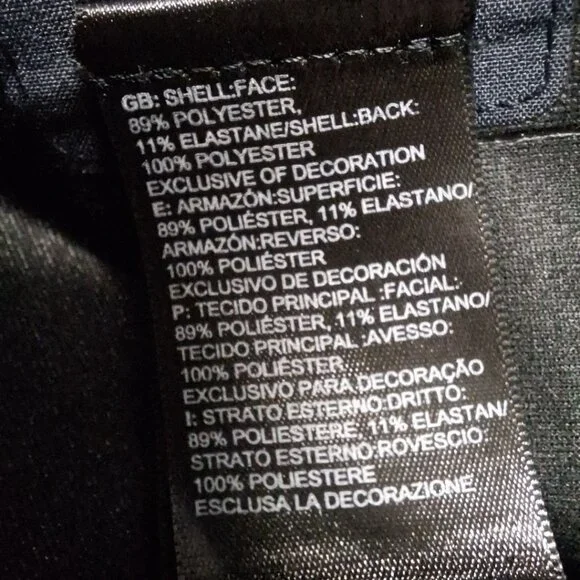 GB: SHELL:FACE:
89% POLYESTER,
11% ELASTANE/SHELL:BACK:
100% POLYESTER
EXCLUSIVE OF DECORATION
E: ARMAZÓN:SUPERFICIE:
89% POLIÉSTER, 11% ELASTANO/
ARMAZÓN:REVERSO:
100% POLIÉSTER
EXCLUSIVO DE DECORACIÓN
P: TECIDO PRINCIPAL :FACIAL:
89% POLIÉSTER, 11% ELASTANO/
TECIDO PRINCIPAL :AVESSO:
100% POLIÉSTER
EXCLUSIVO PARA DECORAÇÃO
I: STRATO ESTERNO:DRITTO:
89% POLIESTERE, 11% ELASTAN/
STRATO ESTERNO:ROVESCIO:
100% POLIESTERE
ESCLUSA LA DECORAZIONE